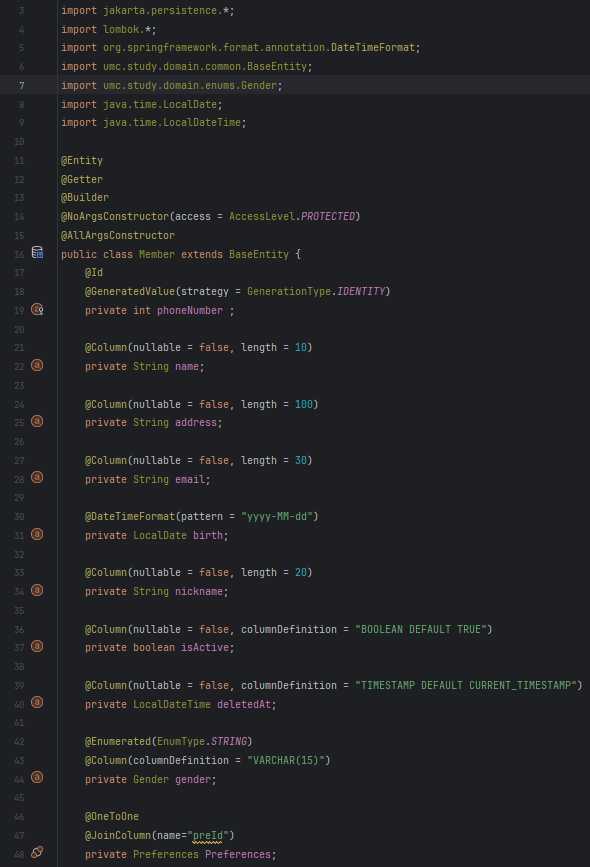 3 import jakarta.persistence.*;
4 import lombok.*;
5 import org.springframework.format.annotation.DateTimeFormat;
6 import umc.study.domain.common.BaseEntity;
7 import umc.study.domain.enums.Gender;
8 import java.time.LocalDate;
9 import java.time.LocalDateTime;
10
11 @Entity
12 @Getter
13 @Builder
14 @NoArgsConstructor(access = AccessLevel.PROTECTED)
15 @AllArgsConstructor
16 public class Member extends BaseEntity {
17 @Id
18 @GeneratedValue(strategy = GenerationType.IDENTITY)
19 private int phoneNumber ;
20
21 @Column(nullable = false, length = 10)
22 private String name;
23
24 @Column(nullable = false, length = 100)
25 private String address;
26
27 @Column(nullable = false, length = 30)
28 private String email;
29
30 @DateTimeFormat(pattern = "yyyy-MM-dd")
31 private LocalDate birth;
32
33 @Column(nullable = false, length = 20)
34 private String nickname;
35
36 @Column(nullable = false, columnDefinition = "BOOLEAN DEFAULT TRUE")
37 private boolean isActive;
38
39 @Column(nullable = false, columnDefinition = "TIMESTAMP DEFAULT CURRENT_TIMESTAMP")
40 private LocalDateTime deletedAt;
41
42 @Enumerated(EnumType.STRING)
43 @Column(columnDefinition = "VARCHAR(15)")
44 private Gender gender;
45
46 @OneToOne
47 @JoinColumn(name="preId")
48 private Preferences Preferences;